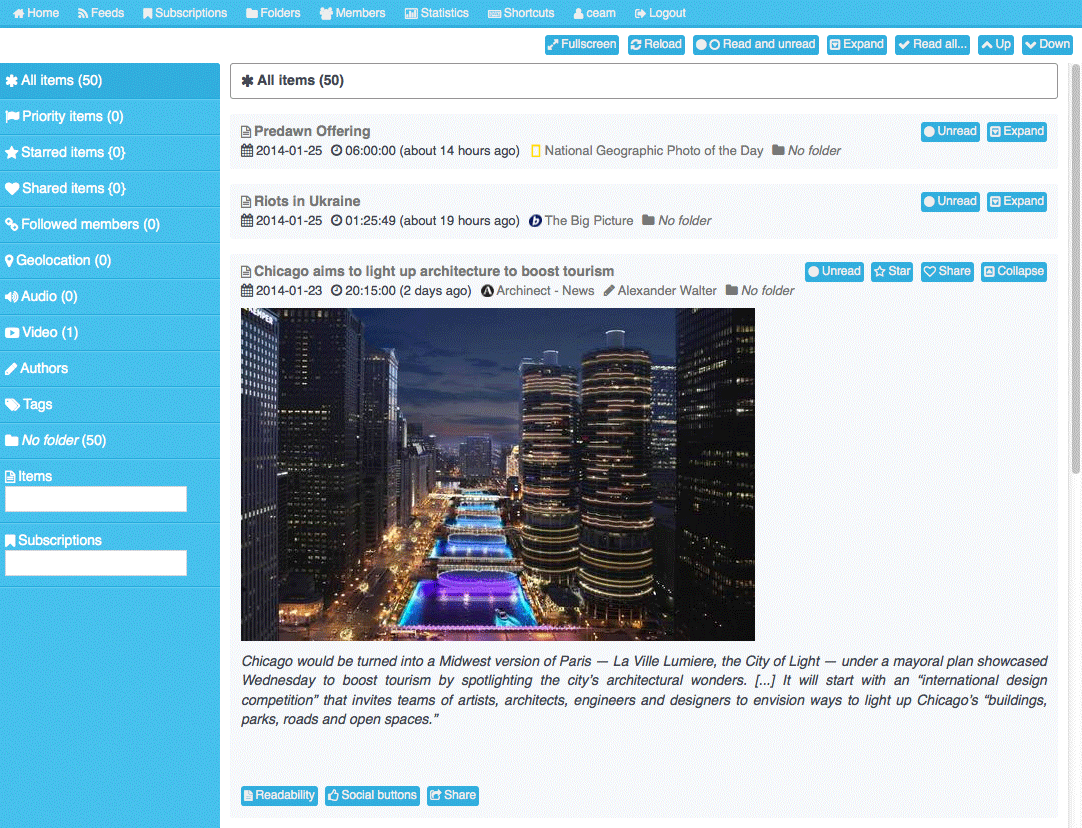 Home Feeds Subscriptions Folders Members Statistics Shortcuts ceam Logout
Fullscreen Reload Read and unread Expand Read all... Up Down
All items (50)
Priority items (0)
Starred items {0}
Shared items {0}
Followed members (0)
Geolocation (0)
Audio (0)
Video (1)
Authors
Tags
No folder (50)
Items
Subscriptions
All items (50)
Predawn Offering
Unread Expand
2014-01-25 06:00:00 (about 14 hours ago) National Geographic Photo of the Day No folder
Riots in Ukraine
Unread Expand
2014-01-25 01:25:49 (about 19 hours ago) b The Big Picture No folder
Chicago aims to light up architecture to boost tourism
Unread Star Share Collapse
2014-01-23 20:15:00 (2 days ago) Archinect - News Alexander Walter No folder
KEMPER
Chicago would be turned into a Midwest version of Paris — La Ville Lumiere, the City of Light — under a mayoral plan showcased
Wednesday to boost tourism by spotlighting the city's architectural wonders. [...] It will start with an “international design
competition” that invites teams of artists, architects, engineers and designers to envision ways to light up Chicago's “buildings,
parks, roads and open spaces.”
Readability Social buttons Share